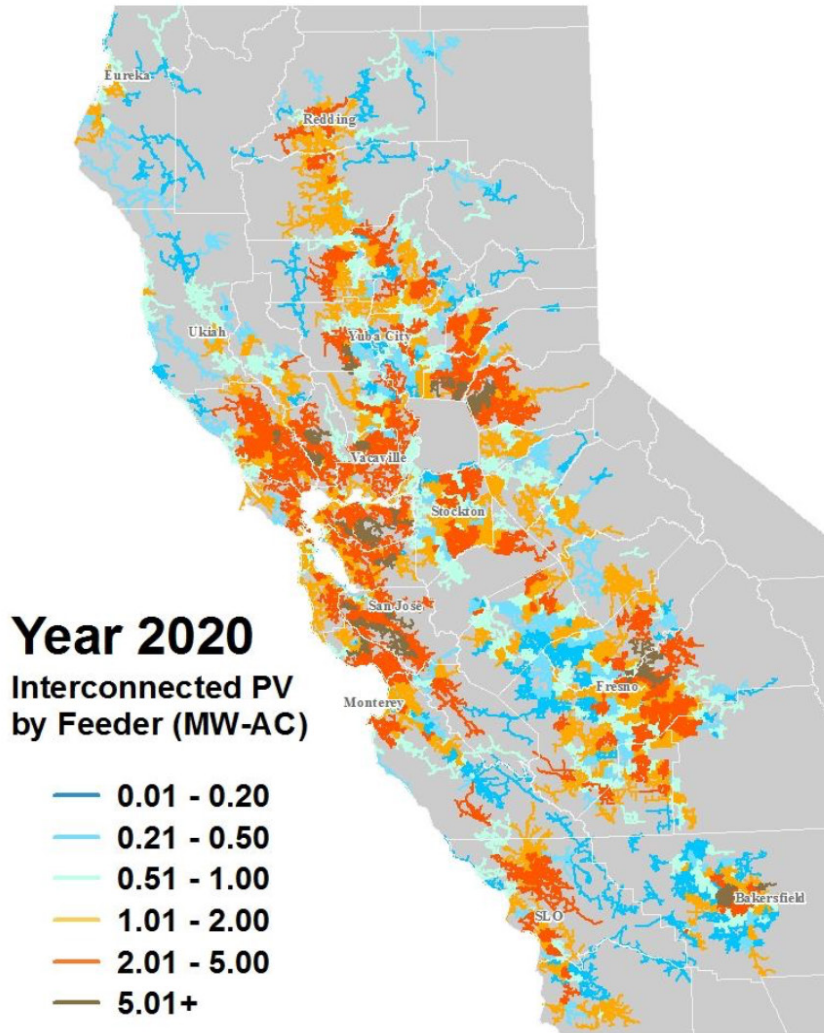 Eureka
Redding
Ukiah
Yuba City
Vacaville
Stockton
San Jose
Year 2020
Interconnected PV
by Feeder (MW-AC)
Fresno
Monterey
0.01 - 0.20
0.21 - 0.50
0.51 - 1.00
1.01 - 2.00
2.01 - 5.00
5.01+
Bakersfield
SLO